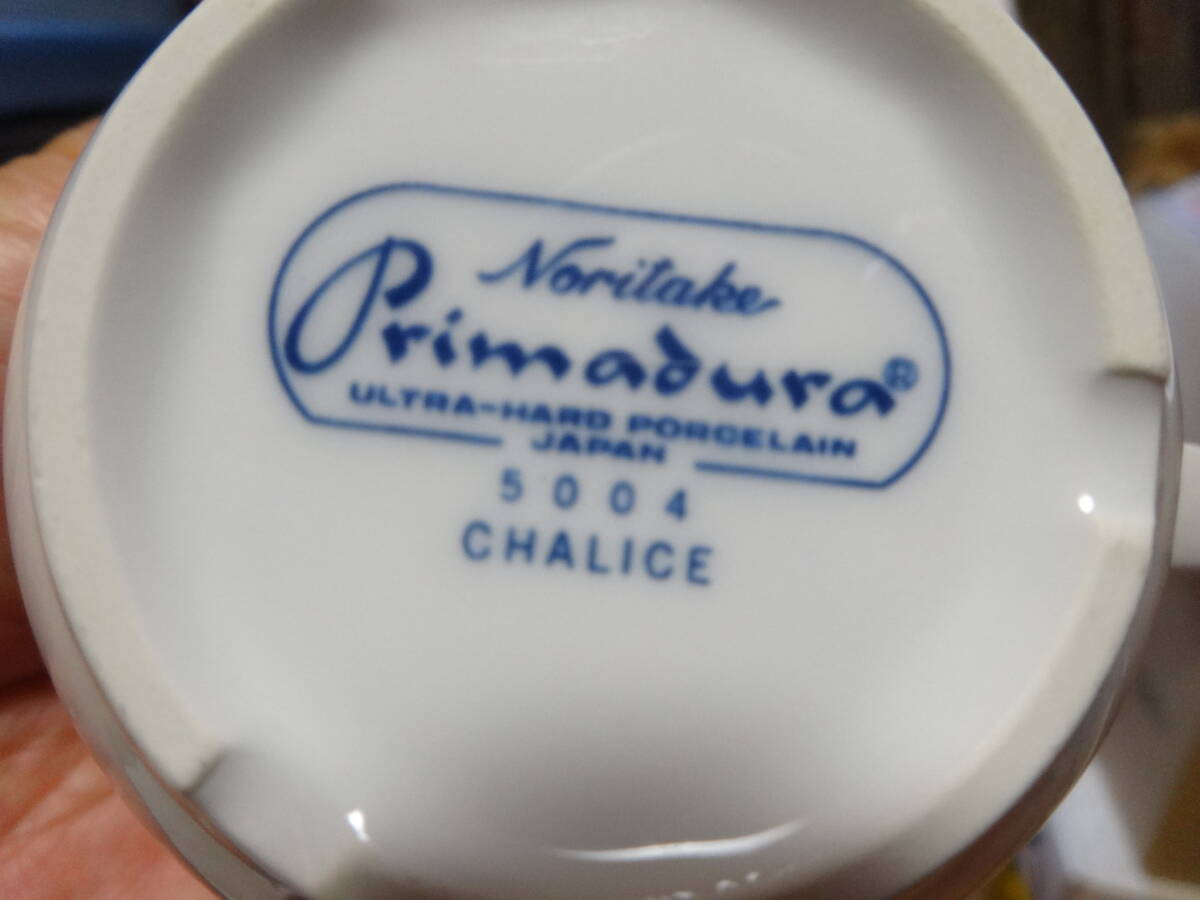 Noritake
Primadura®
ULTRA-HARD PORCELAIN
JAPAN
5004
CHALICE